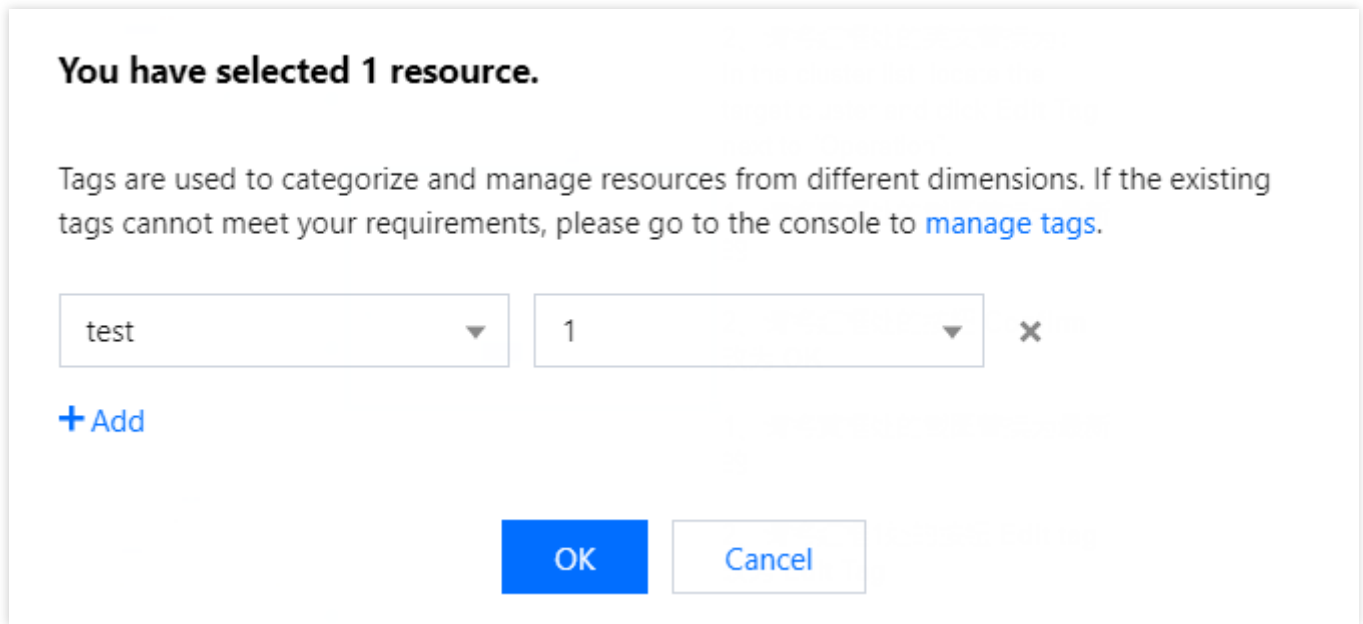 You have selected 1 resource.
Tags are used to categorize and manage resources from different dimensions. If the existing
tags cannot meet your requirements, please go to the console to manage tags.
test 1
Add
OK Cancel